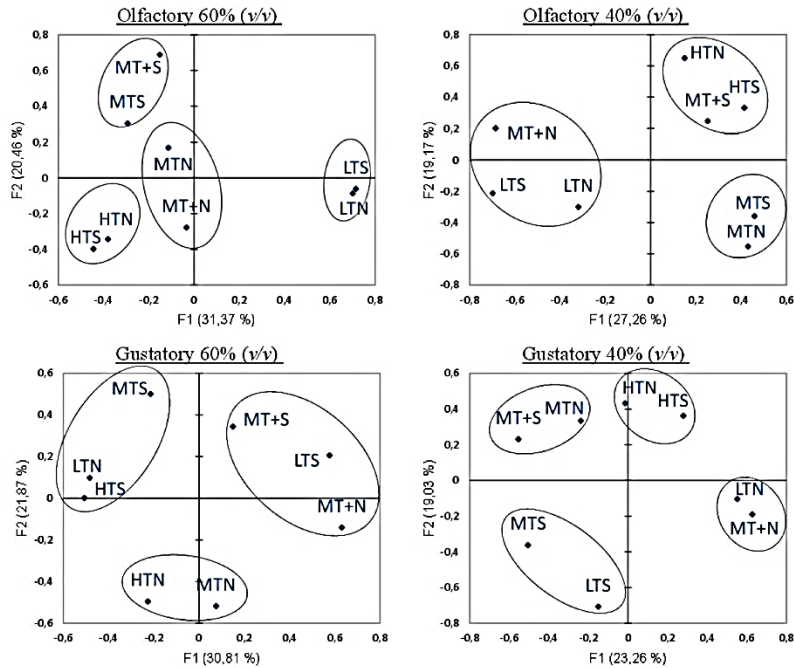 Olfactory 60% (v/v)
0,8
0,6
0,4
0,2
0
-0,2
-0,4
-0,6
F2 (20,46 %)
MT+S
MTS
MTN
MT+N
HTN
HTS
LTS
LTN
-0,6 -0,4 -0,2 0 0,2 0,4 0,6 0,8
F1 (31,37 %)
Olfactory 40% (v/v)
0,8
0,6
0,4
0,2
0
-0,2
-0,4
-0,6
-0,8
F2 (19,17 %)
HTN
HTS
MT+S
MT+N
LTS
LTN
MTS
MTN
-0,8 -0,6 -0,4 -0,2 0 0,2 0,4 0,6
F1 (27,26 %)
Gustatory 60% (v/v)
0,6
0,4
0,2
0
-0,2
-0,4
-0,6
F2 (21,87 %)
MTS
MT+S
LTN
HTS
LTS
MT+N
HTN
MTN
-0,6 -0,4 -0,2 0 0,2 0,4 0,6 0,8
F1 (30,81 %)
Gustatory 40% (v/v)
0,6
0,4
0,2
0
-0,2
-0,4
-0,6
-0,8
F2 (19,03 %)
HTN
HTS
MT+S
MTN
LTN
MT+N
MTS
LTS
-0,8 -0,6 -0,4 -0,2 0 0,2 0,4 0,6 0,8
F1 (23,26 %)